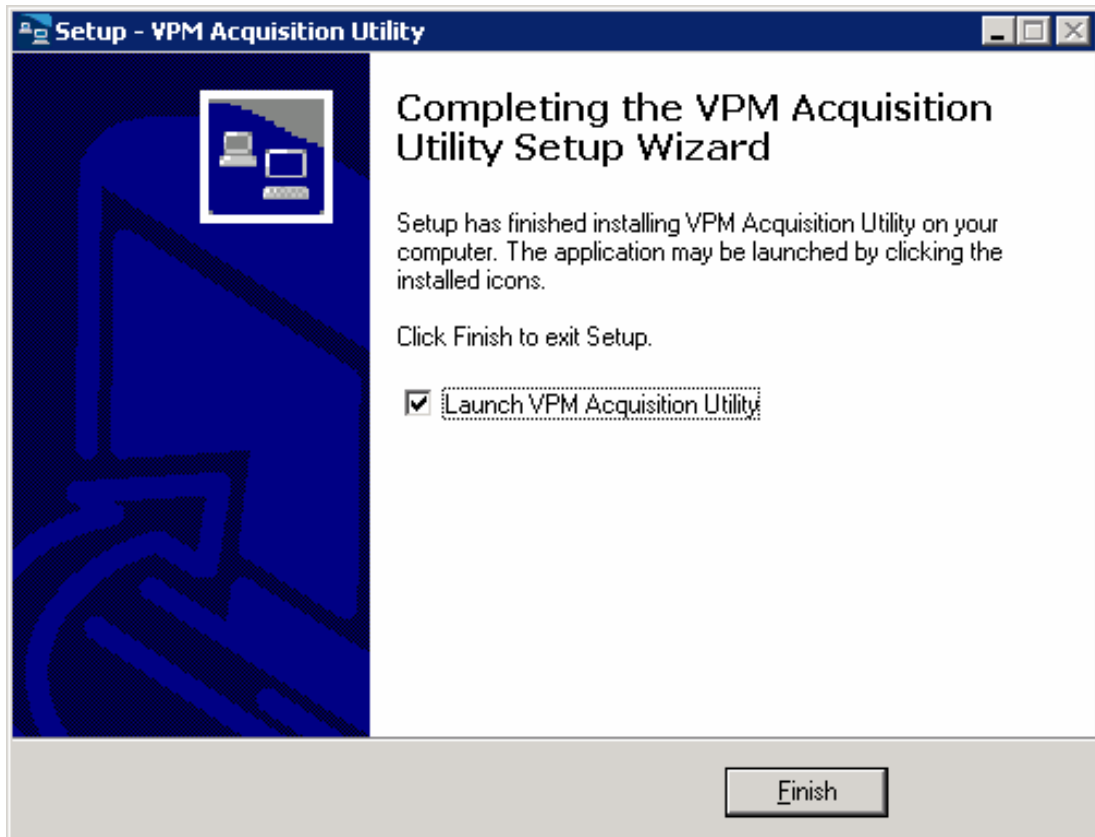 Setup - VPM Acquisition Utility
Completing the VPM Acquisition
Utility Setup Wizard
Setup has finished installing VPM Acquisition Utility on your
computer. The application may be launched by clicking the
installed icons.
Click Finish to exit Setup.
Launch VPM Acquisition Utility
Finish